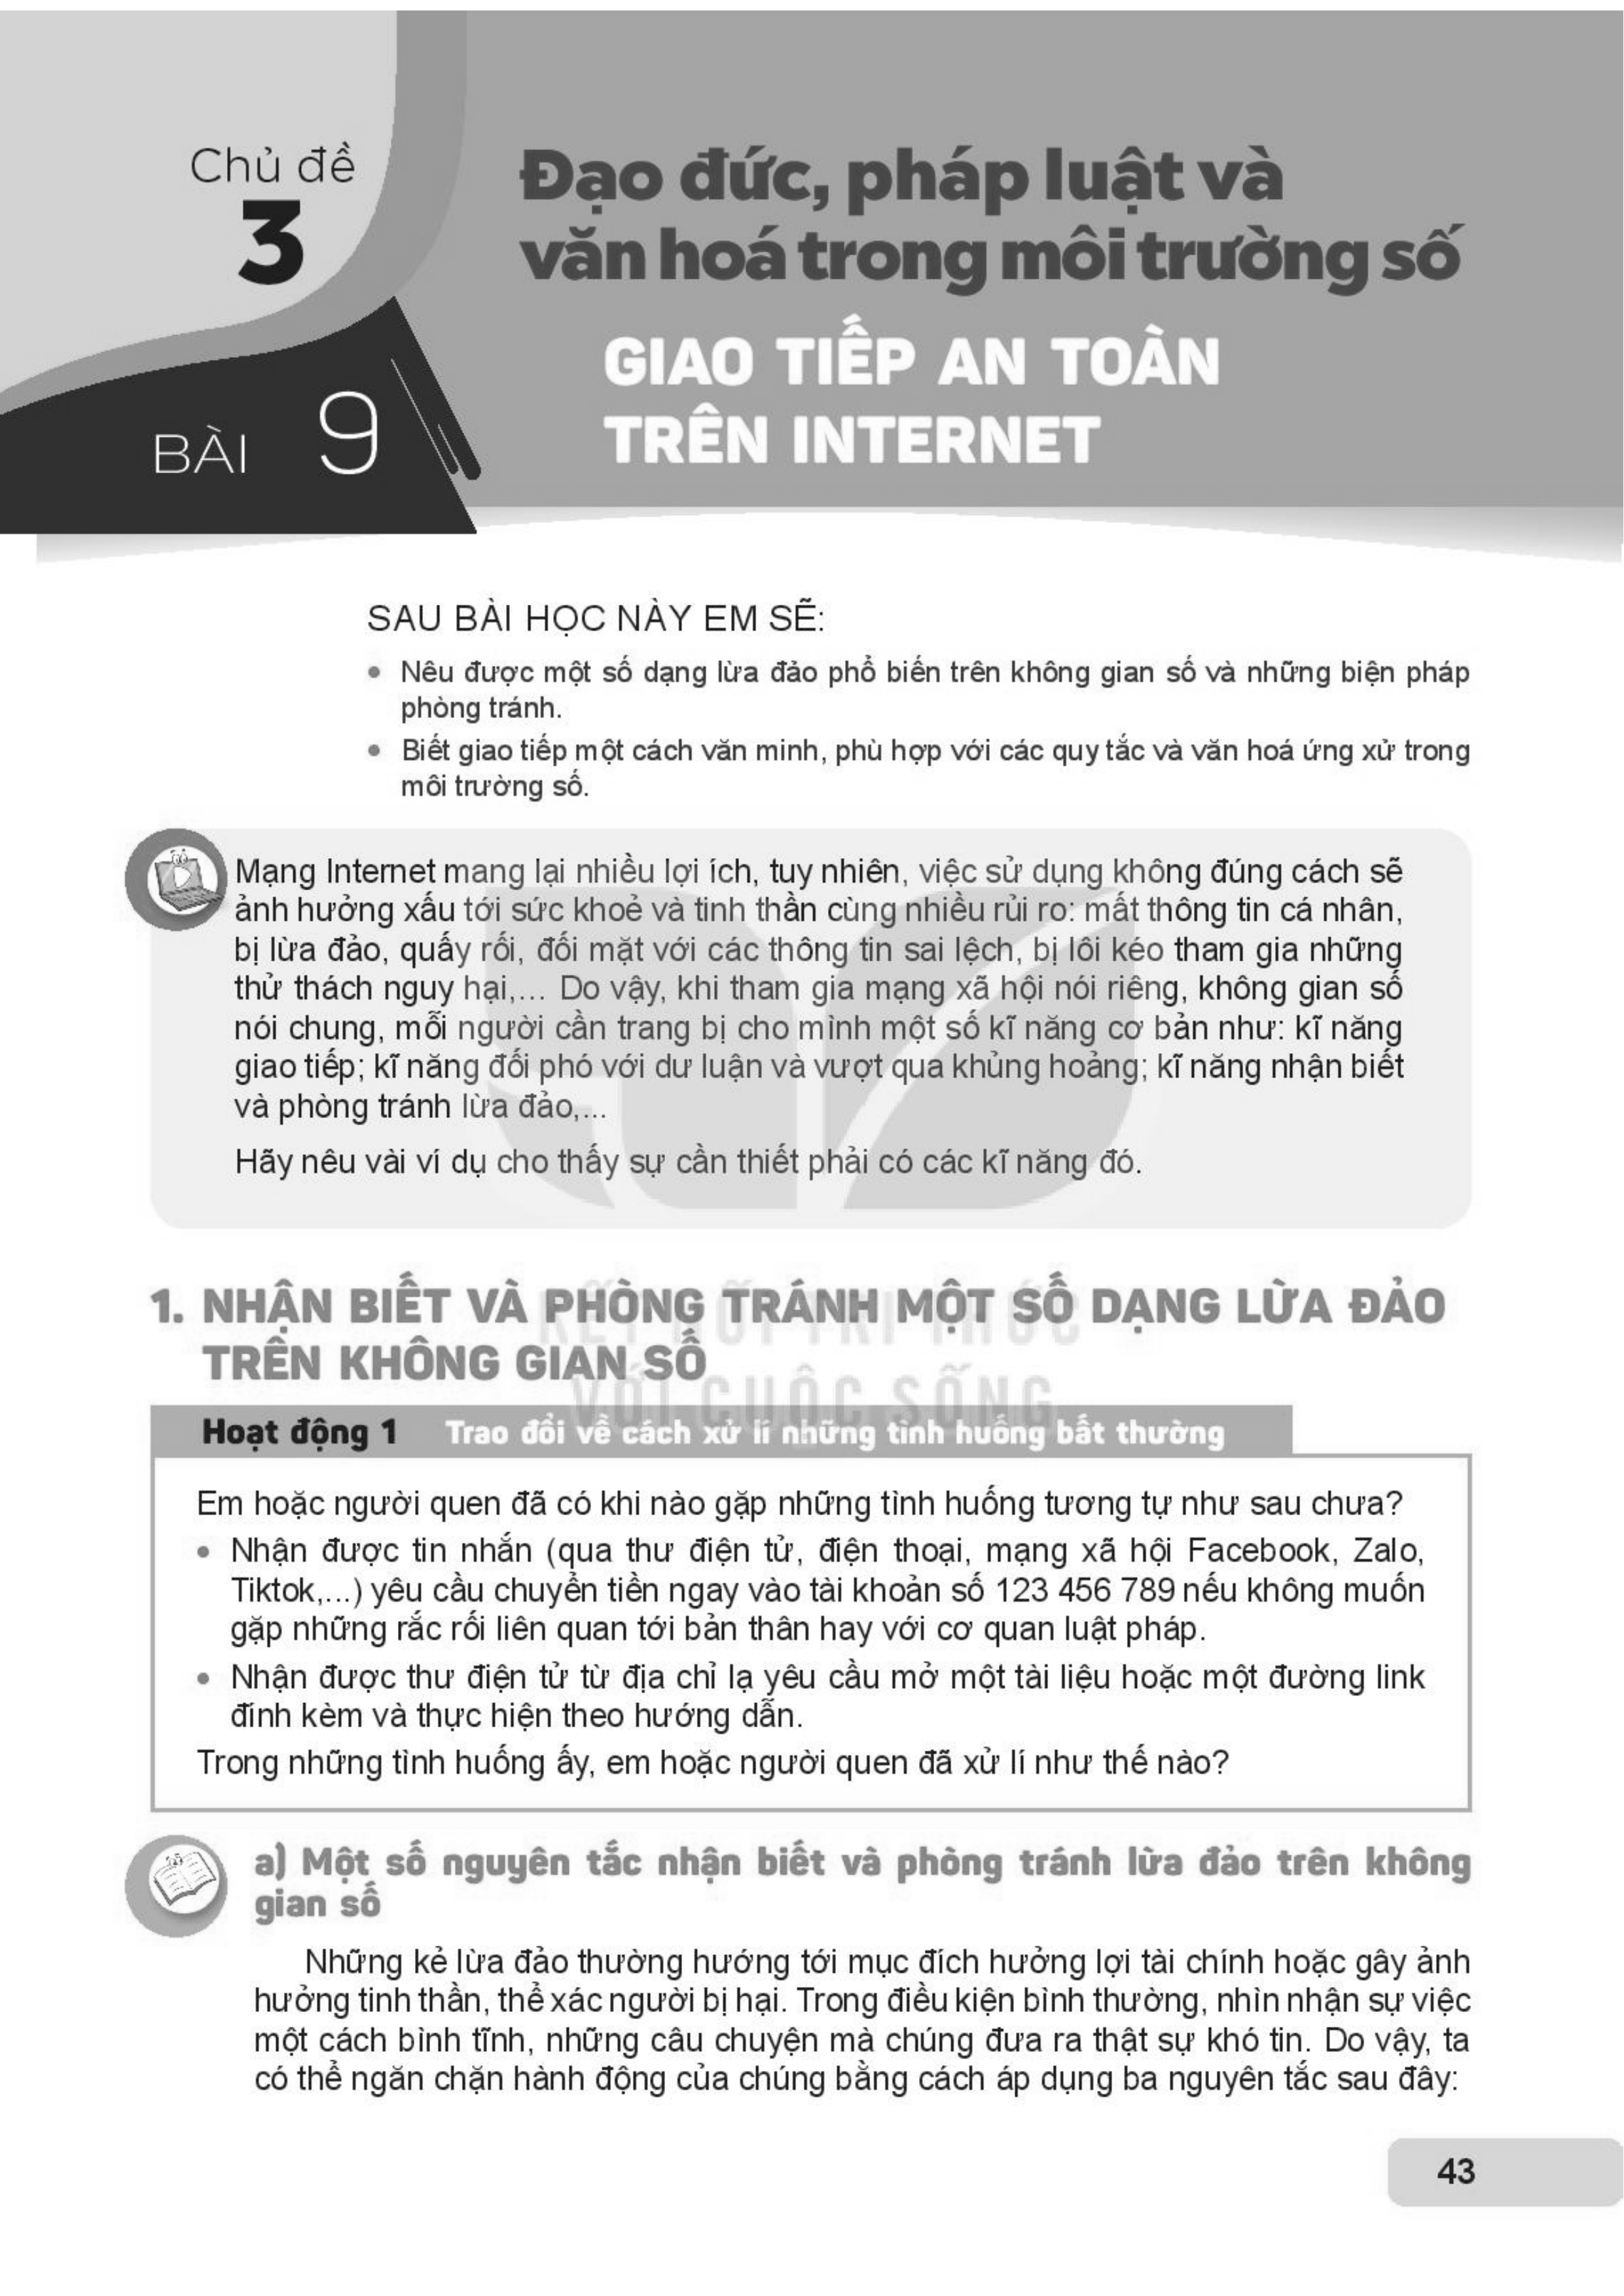 Chủ đề
3
Đạo đức, pháp luật và
văn hoá trong môi trường số
BÀI 9
GIAO TIẾP AN TOÀN
TRÊN INTERNET
SAU BÀI HỌC NÀY EM SẼ:
• Nêu được một số dạng lừa đảo phổ biến trên không gian số và những biện pháp
phòng tránh.
• Biết giao tiếp một cách văn minh, phù hợp với các quy tắc và văn hoá ứng xử trong
môi trường số.
Mạng Internet mang lại nhiều lợi ích, tuy nhiên, việc sử dụng không đúng cách sẽ
ảnh hưởng xấu tới sức khoẻ và tinh thần cùng nhiều rủi ro: mất thông tin cá nhân,
bị lừa đảo, quấy rối, đối mặt với các thông tin sai lệch, bị lôi kéo tham gia những
thử thách nguy hại,... Do vậy, khi tham gia mạng xã hội nói riêng, không gian số
nói chung, mỗi người cần trang bị cho mình một số kĩ năng cơ bản như: kĩ năng
giao tiếp; kĩ năng đối phó với dư luận và vượt qua khủng hoảng; kĩ năng nhận biết
và phòng tránh lừa đảo,...
Hãy nêu vài ví dụ cho thấy sự cần thiết phải có các kĩ năng đó.
1. NHẬN BIẾT VÀ PHÒNG TRÁNH MỘT SỐ DẠNG LỪA ĐẢO
TRÊN KHÔNG GIAN SỐ
KẾT NỐI TRI THỨC
VỚI CUỘC SỐNG
Hoạt động 1 Trao đổi về cách xử lí những tình huống bất thường
Em hoặc người quen đã có khi nào gặp những tình huống tương tự như sau chưa?
• Nhận được tin nhắn (qua thư điện tử, điện thoại, mạng xã hội Facebook, Zalo,
Tiktok,...) yêu cầu chuyển tiền ngay vào tài khoản số 123 456 789 nếu không muốn
gặp những rắc rối liên quan tới bản thân hay với cơ quan luật pháp.
• Nhận được thư điện tử từ địa chỉ lạ yêu cầu mở một tài liệu hoặc một đường link
đính kèm và thực hiện theo hướng dẫn.
Trong những tình huống ấy, em hoặc người quen đã xử lí như thế nào?
a) Một số nguyên tắc nhận biết và phòng tránh lừa đảo trên không
gian số
Những kẻ lừa đảo thường hướng tới mục đích hưởng lợi tài chính hoặc gây ảnh
hưởng tinh thần, thể xác người bị hại. Trong điều kiện bình thường, nhìn nhận sự việc
một cách bình tĩnh, những câu chuyện mà chúng đưa ra thật sự khó tin. Do vậy, ta
có thể ngăn chặn hành động của chúng bằng cách áp dụng ba nguyên tắc sau đây:
43